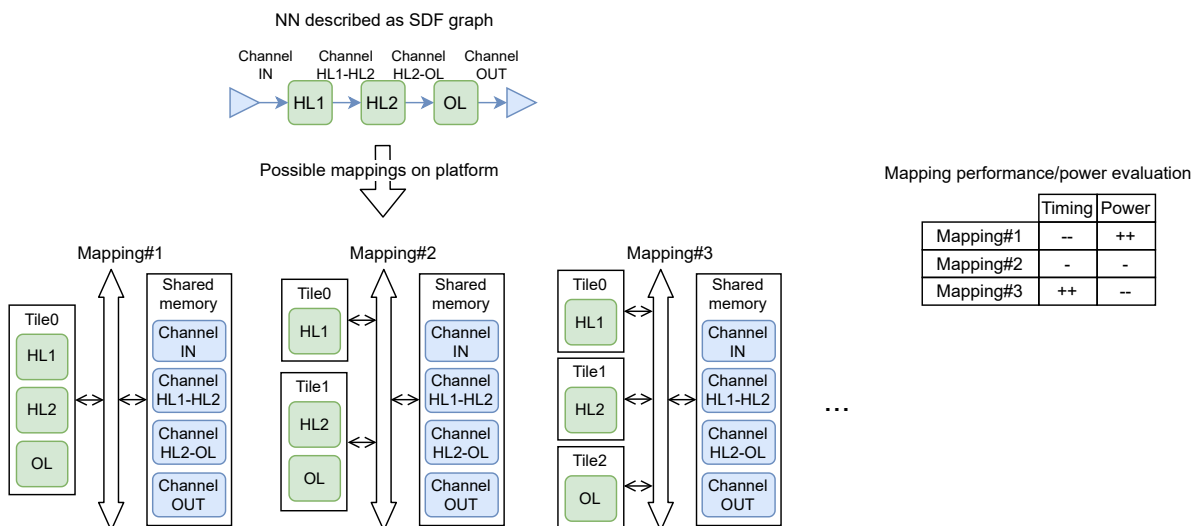 NN described as SDF graph
Channel
IN
Channel
HL1-HL2
Channel
HL2-OL
Channel
OUT
HL1
HL2
OL
Possible mappings on platform
Mapping#1
Tile0
HL1
HL2
OL
Shared
memory
Channel
IN
Channel
HL1-HL2
Channel
HL2-OL
Channel
OUT
Mapping#2
Tile0
HL1
Tile1
HL2
OL
Shared
memory
Channel
IN
Channel
HL1-HL2
Channel
HL2-OL
Channel
OUT
Mapping#3
Tile0
HL1
Tile1
HL2
Tile2
OL
Shared
memory
Channel
IN
Channel
HL1-HL2
Channel
HL2-OL
Channel
OUT
...
Mapping performance/power evaluation
Timing Power
Mapping#1 -- ++
Mapping#2 - -
Mapping#3 ++ --